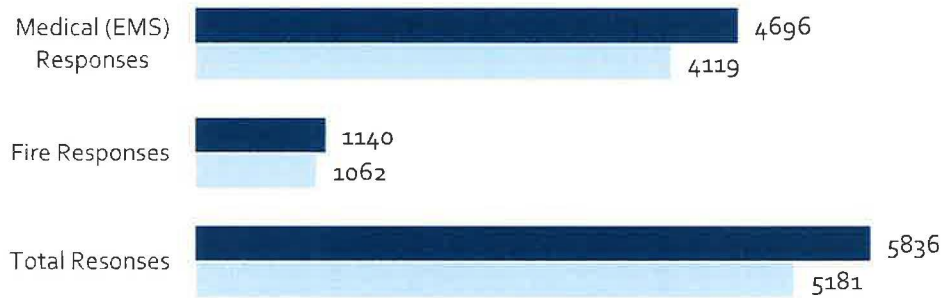 Medical (EMS)
Responses
4696
4119
Fire Responses
1140
1062
Total Resonses
5836
5181